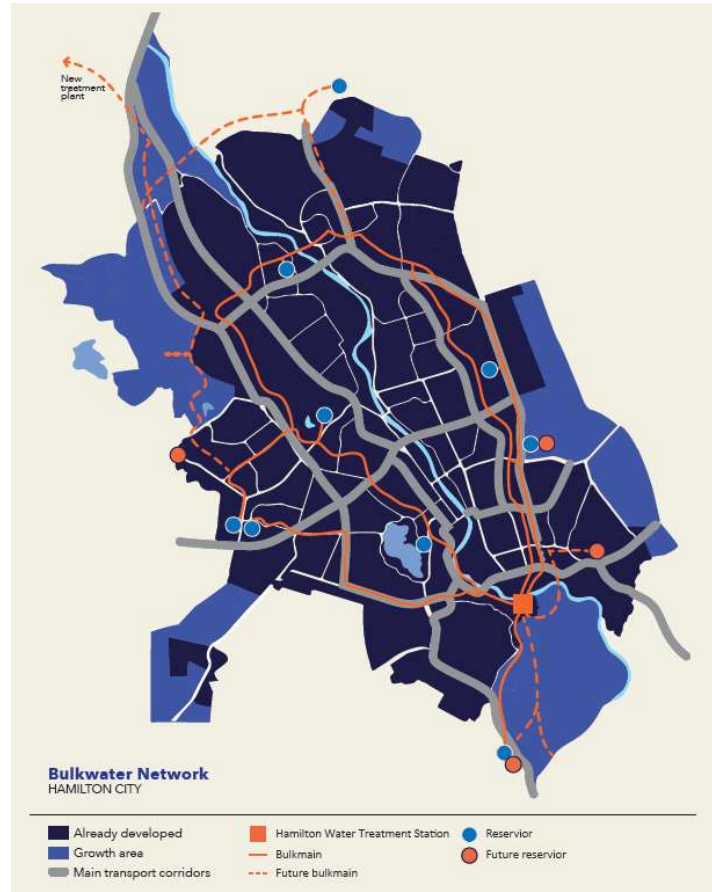 New
treatment
plant
Bulkwater Network
HAMILTON CITY
Already developed
Growth area
Main transport corridors
Hamilton Water Treatment Station
Bulkmain
Future bulkmain
Reservior
Future reservior